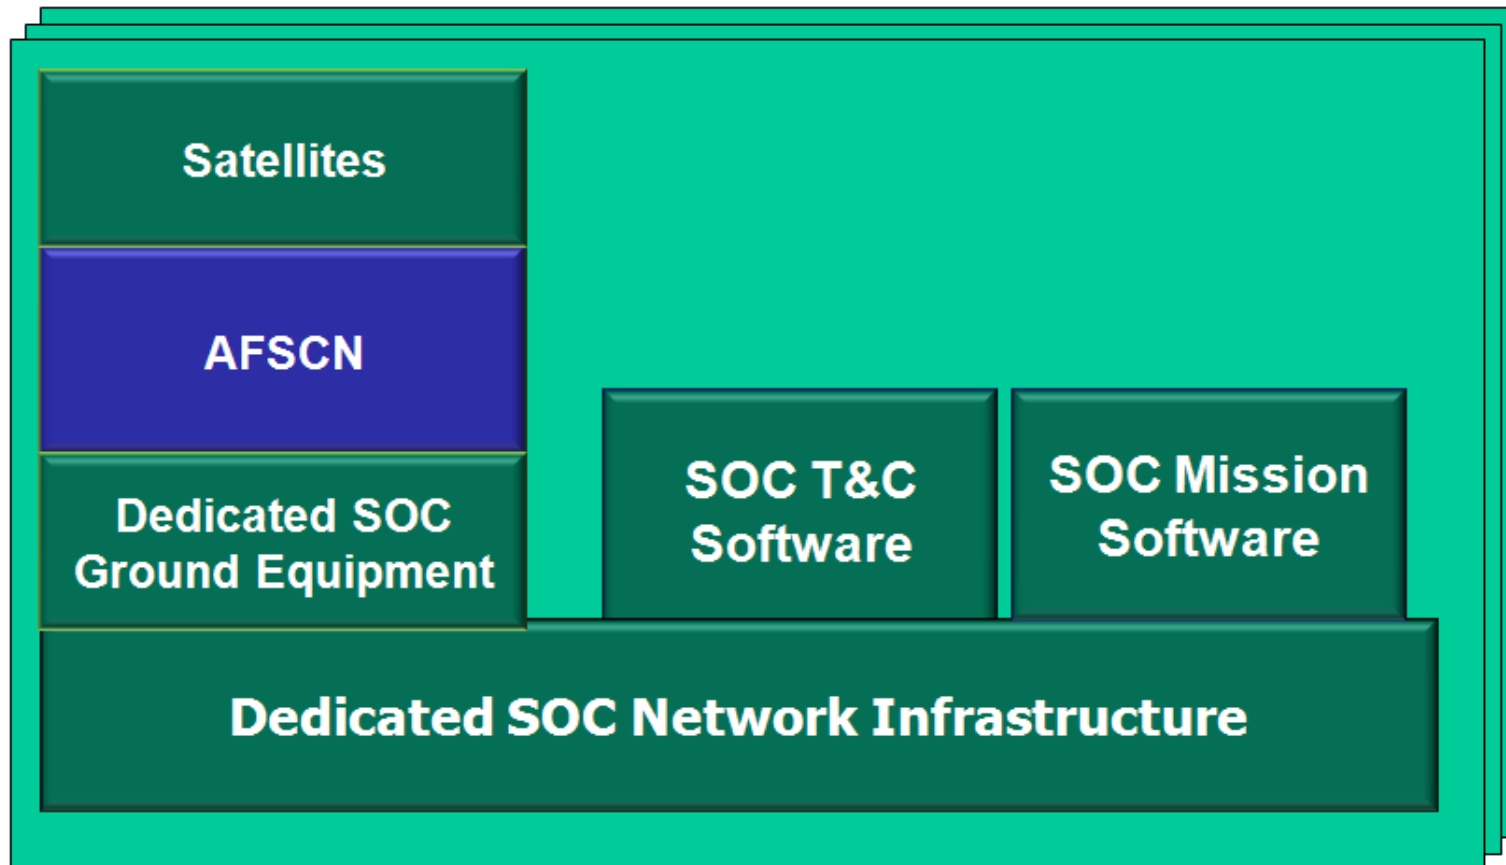 Satellites
AFSCN
Dedicated SOC
Ground Equipment
SOC T&C
Software
SOC Mission
Software
Dedicated SOC Network Infrastructure